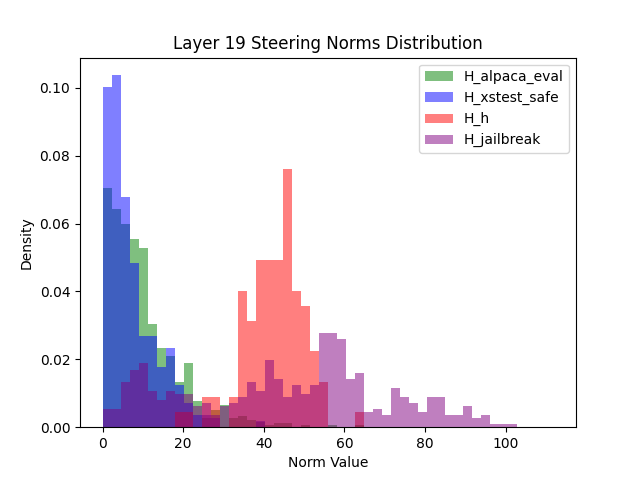 Layer 19 Steering Norms Distribution
H_alpaca_eval
H_xstest_safe
H_h
H_jailbreak
Density
0.10
0.08
0.06
0.04
0.02
0.00
0
20
40
60
80
100
Norm Value